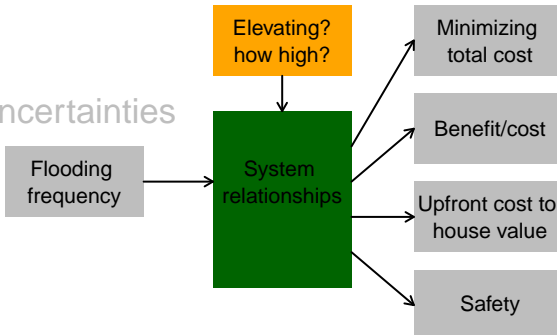 Elevating?
how high?
Minimizing
total cost
ncertainties
Benefit/cost
Flooding
frequency
System
relationships
Upfront cost to
house value
Safety